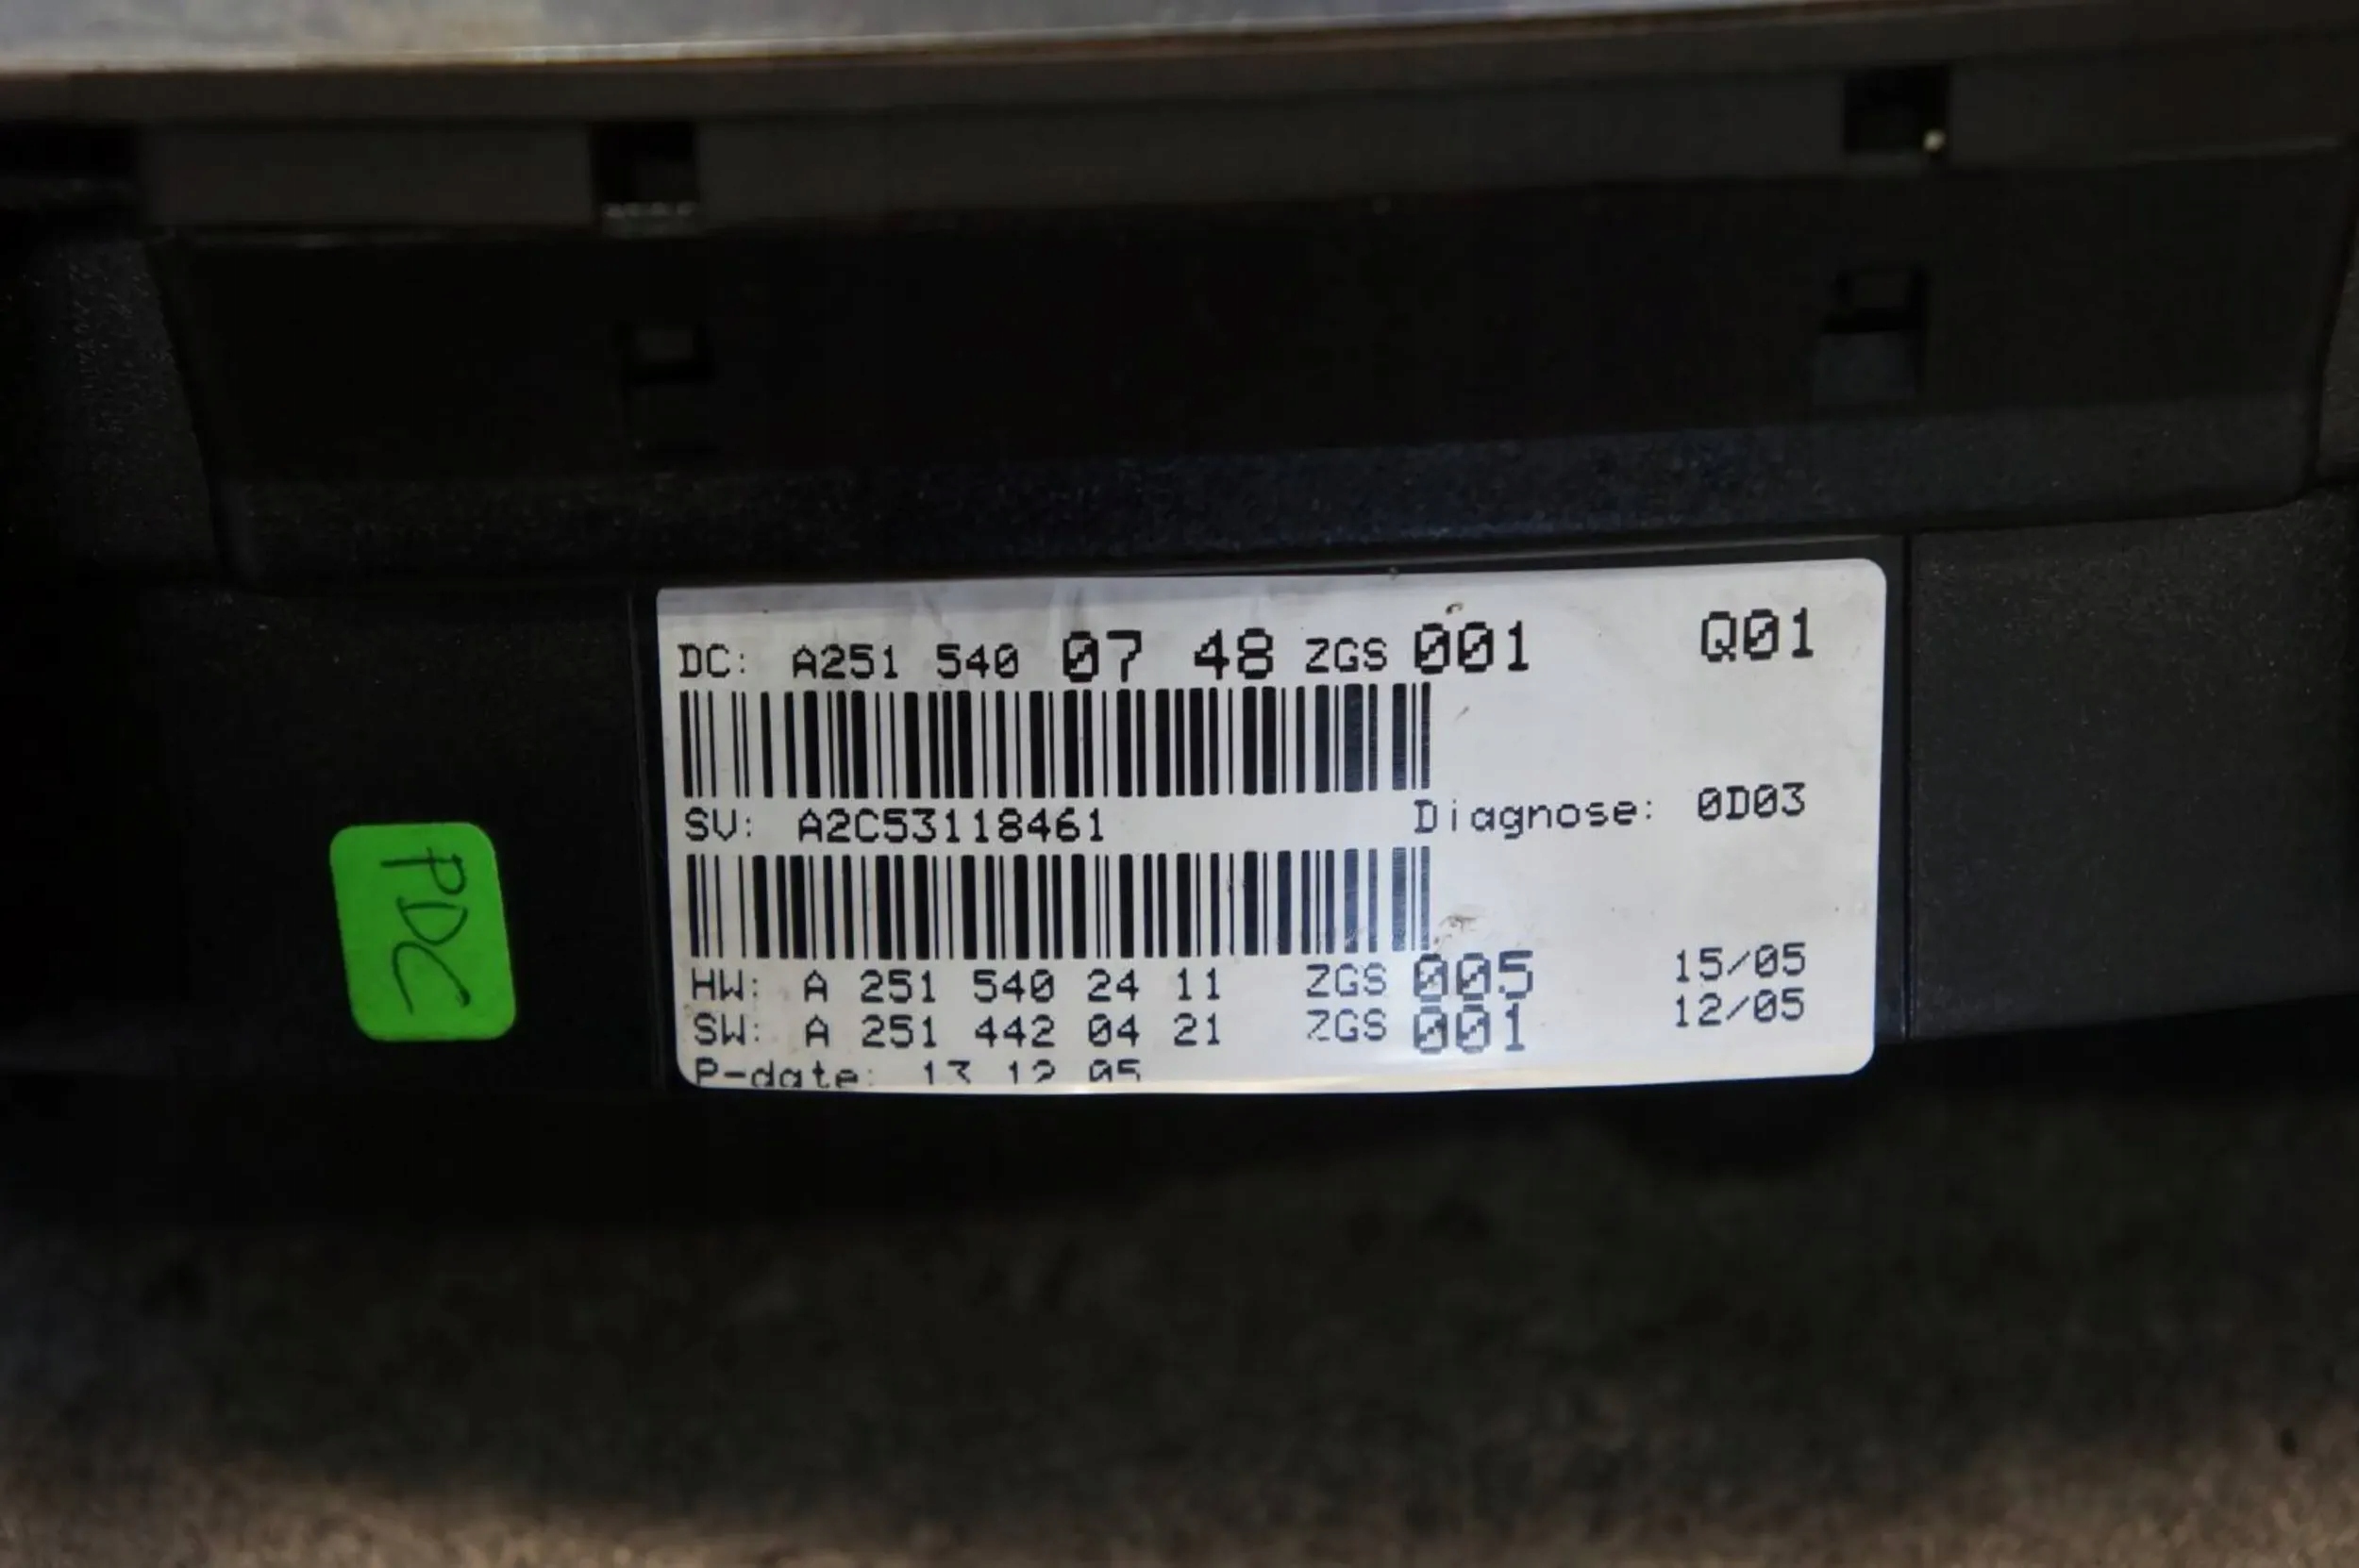 DC: A251 540 07 48 ZGS 001 Q01
SV: A2C53118461 Diagnose: 0D03
HW: A 251 540 24 11 ZGS 005 15/05
SW: A 251 442 04 21 ZGS 001 12/05
P-date: 13 12 05
PDC